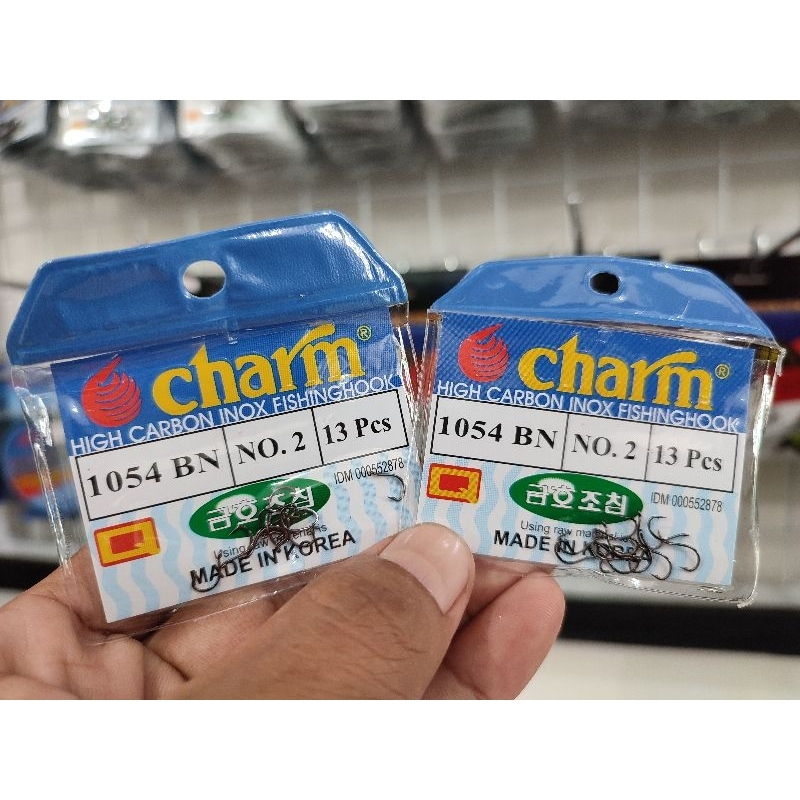 charm®
HIGH CARBON INOX FISHINGHOOK
1054 BN NO. 2 13 Pcs
IDM 000552878
금호조침
Using raw
MADE IN KOREA
charm®
HIGH CARBON INOX FISHINGHOOK
1054 BN NO. 2 13 Pcs
IDM 000552878
금호조침
Using raw
MADE IN